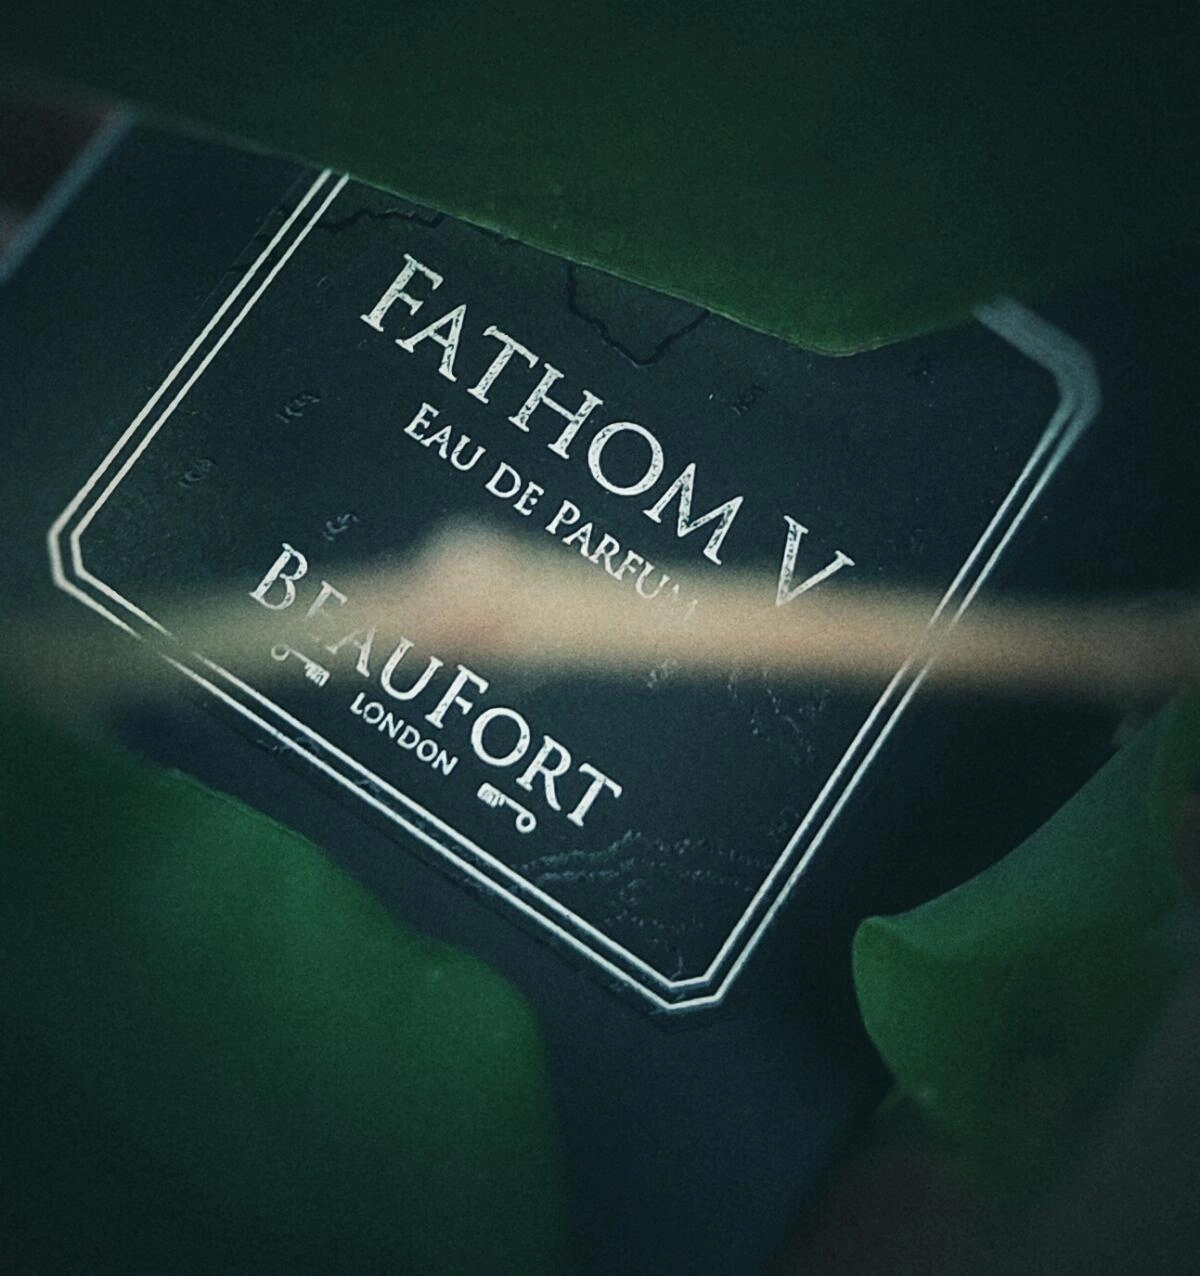 FATHOM V
EAU DE PARFUM
BEAUFORT
LONDON